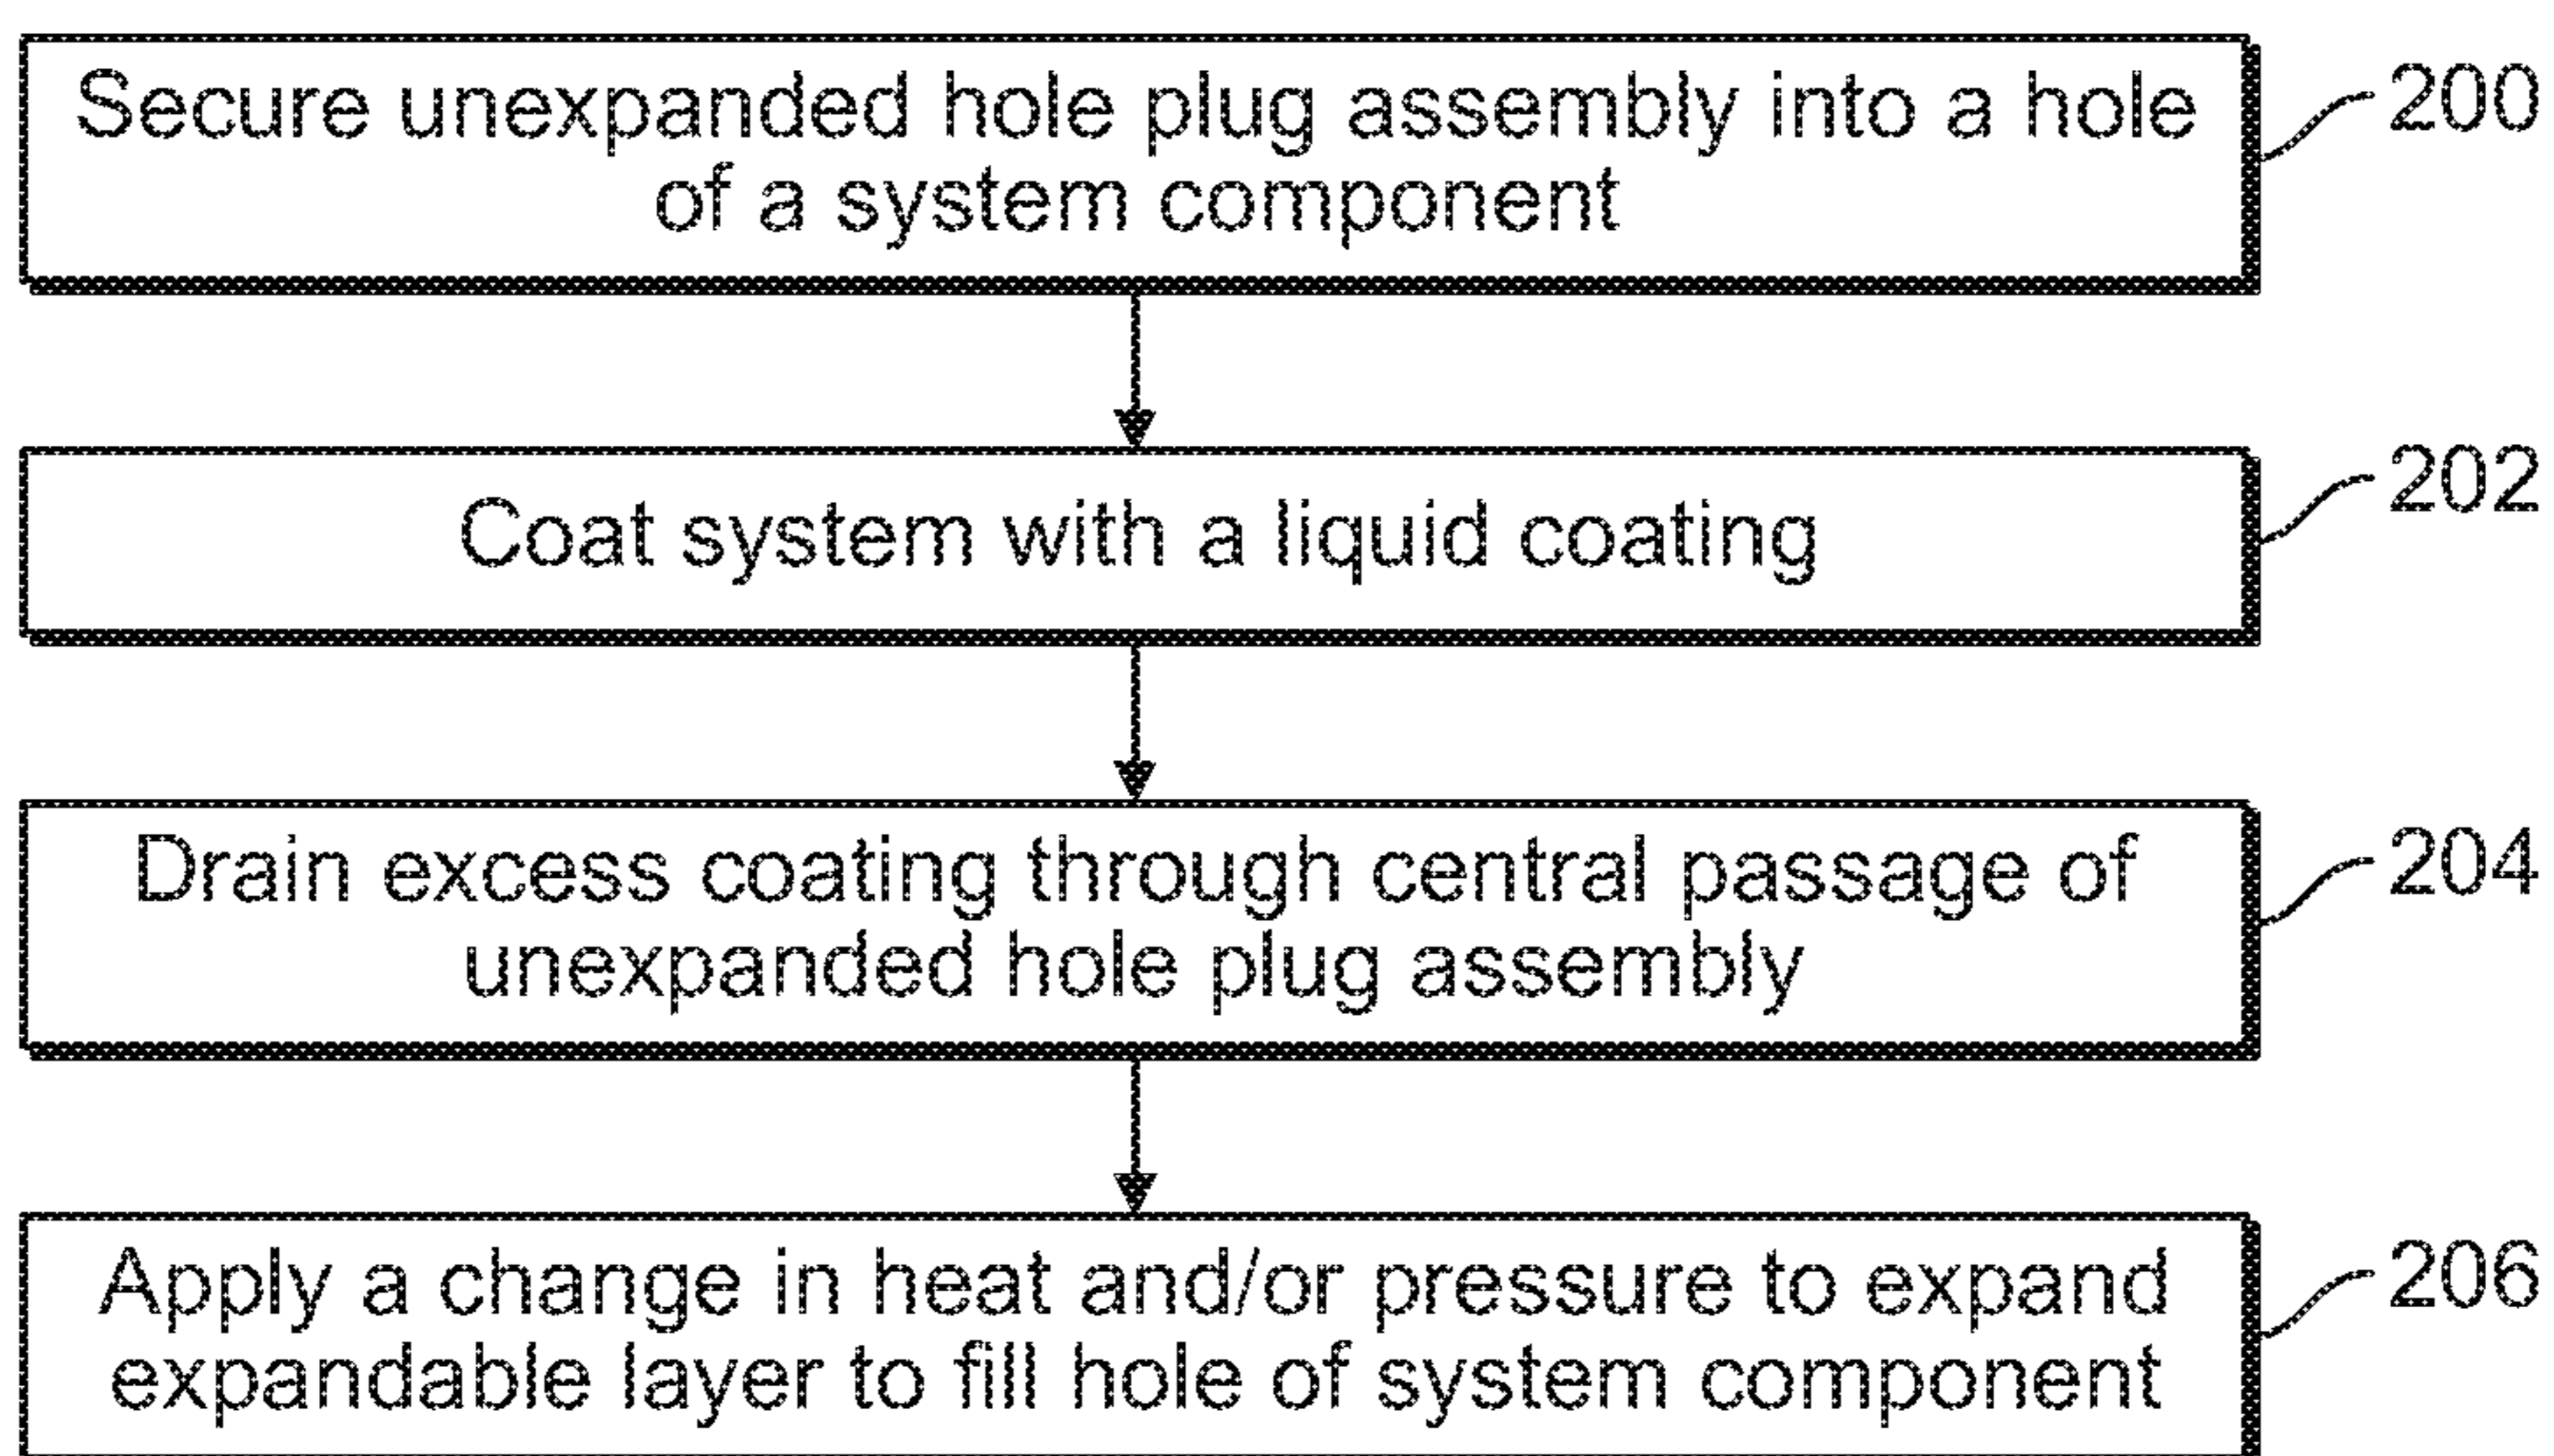 Secure unexpanded hole plug assembly into a hole
of a system component
200
Coat system with a liquid coating
202
Drain excess coating through central passage of
unexpanded hole plug assembly
204
Apply a change in heat and/or pressure to expand
expandable layer to fill hole of system component
206